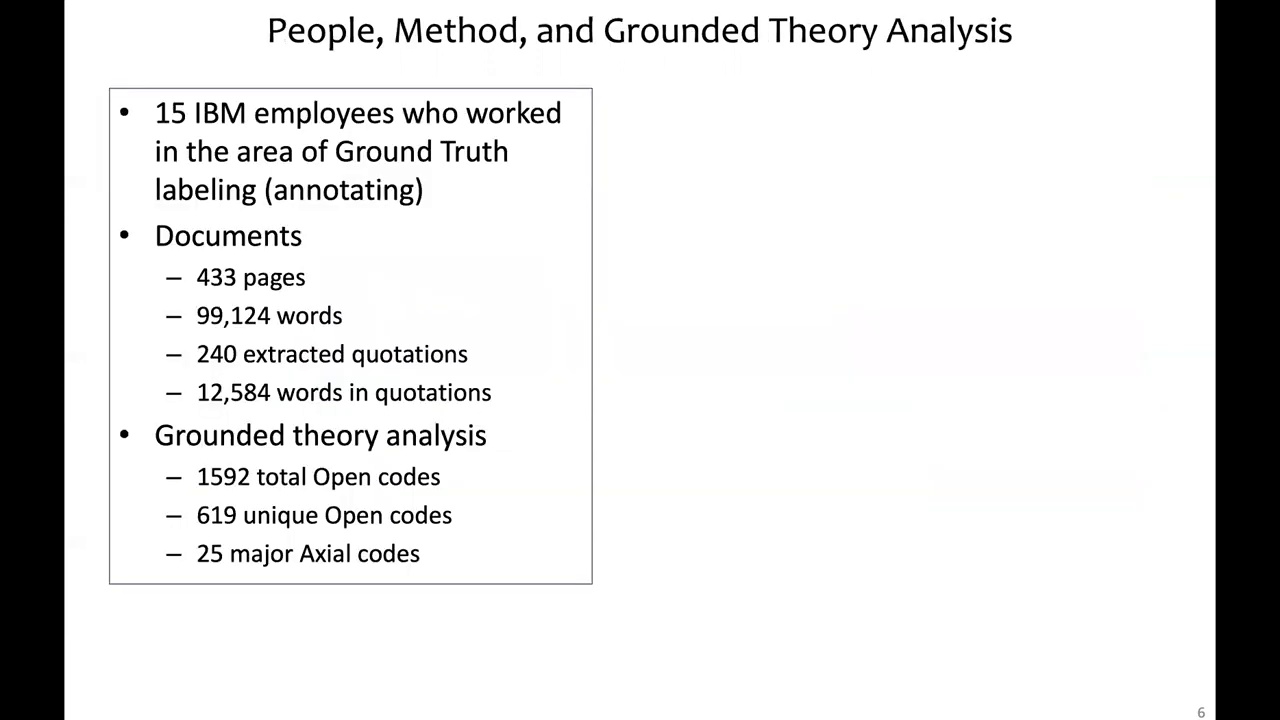 People, Method, and Grounded Theory Analysis
• 15 IBM employees who worked
in the area of Ground Truth
labeling (annotating)
• Documents
– 433 pages
– 99,124 words
– 240 extracted quotations
– 12,584 words in quotations
• Grounded theory analysis
– 1592 total Open codes
– 619 unique Open codes
– 25 major Axial codes
6